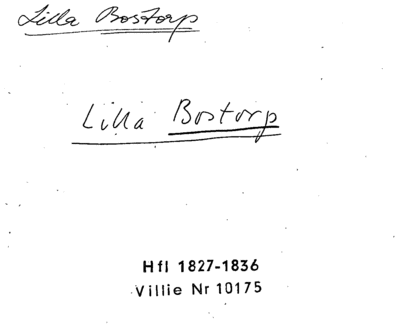 Lilla Bostorp
Lilla Bostorp
Hfl 1827-1836
Villie Nr 10175